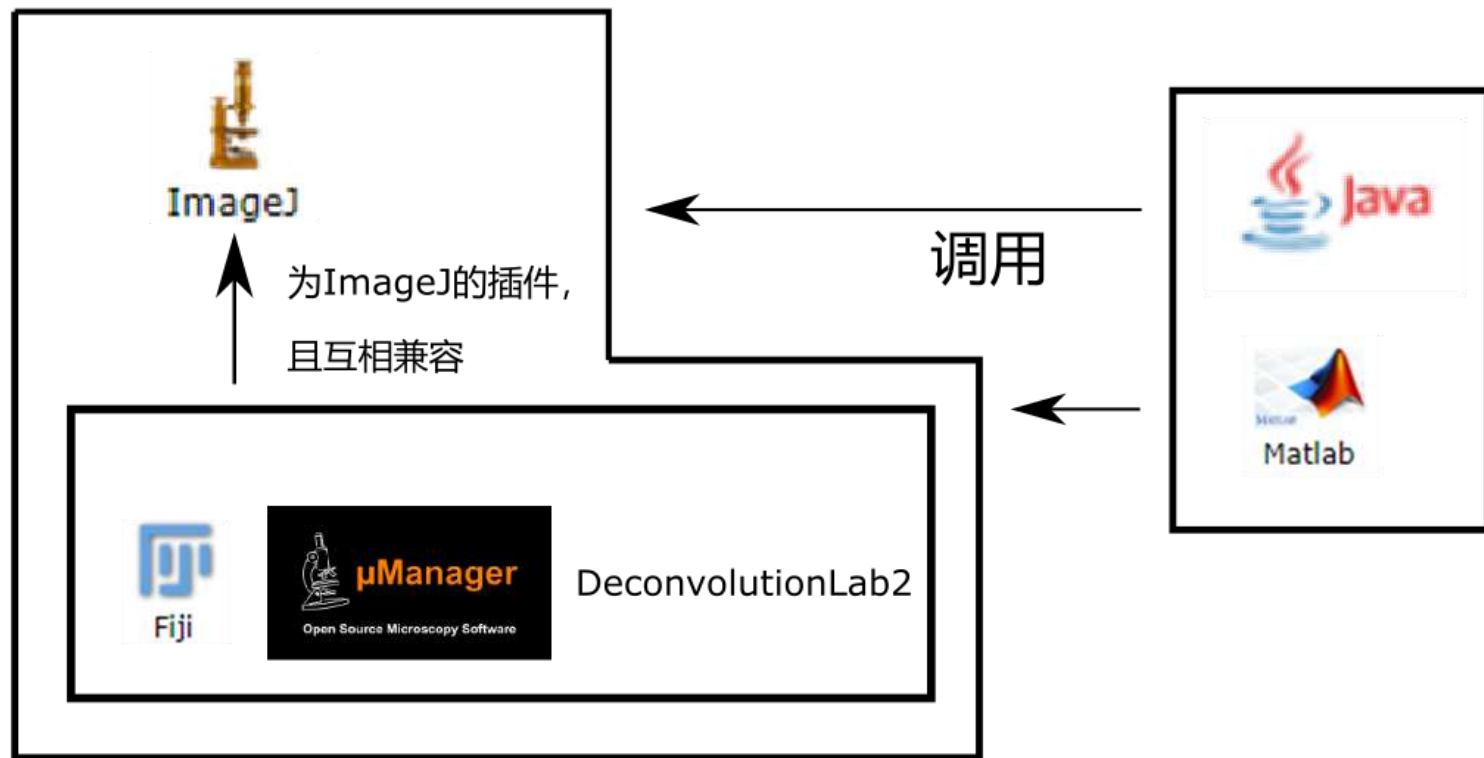 ImageJ
为ImageJ的插件，
且互相兼容
调用
Java
Matlab
Matlab
Fiji
μManager
Open Source Microscopy Software
DeconvolutionLab2